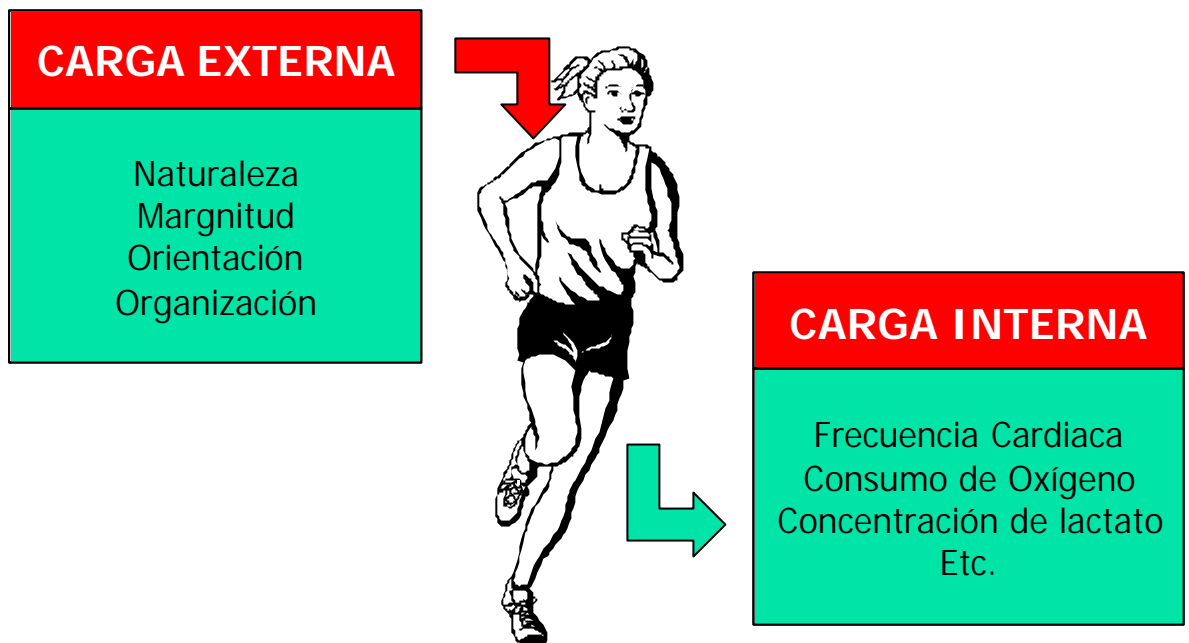 CARGA EXTERNA
Naturaleza
Margnitud
Orientación
Organización
CARGA INTERNA
Frecuencia Cardiaca
Consumo de Oxígeno
Concentración de lactato
Etc.